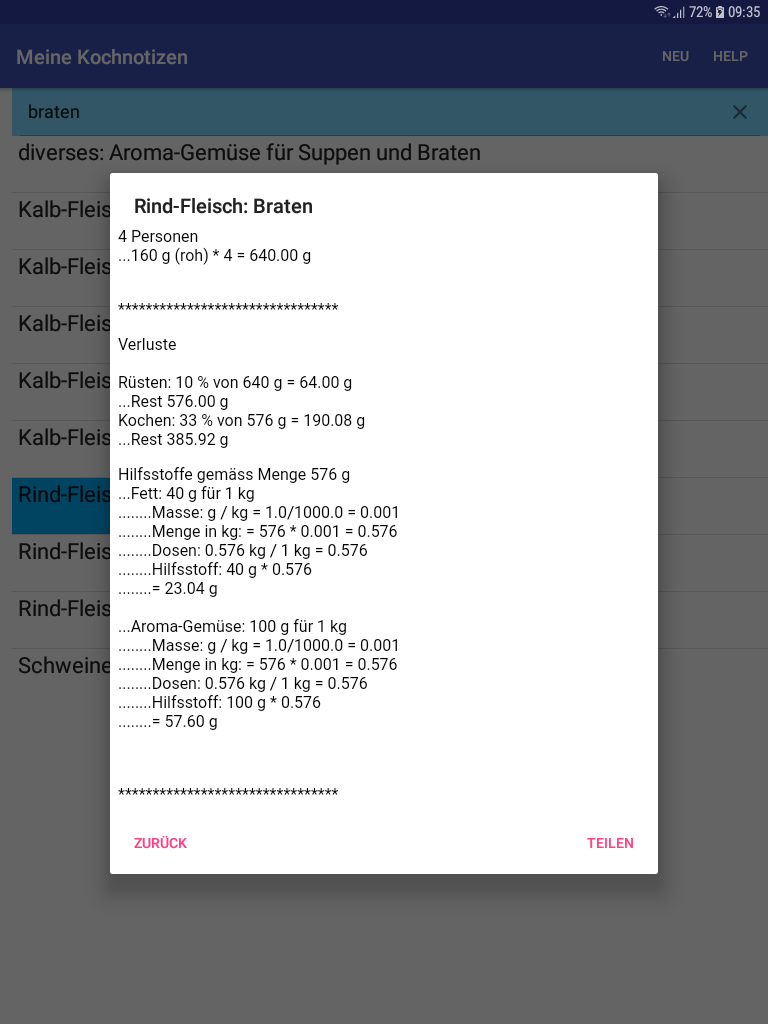 72% 09:35
Meine Kochnotizen NEU HELP
braten
diverses: Aroma-Gemüse für Suppen und Braten
Kalb-Fleis
Kalb-Fleis
Kalb-Fleis
Kalb-Fleis
Kalb-Fleis
Rind-Fleis
Rind-Fleis
Rind-Fleis
Schweine
Rind-Fleisch: Braten
4 Personen
...160 g (roh) * 4 = 640.00 g
********************************
Verluste
Rüsten: 10 % von 640 g = 64.00 g
...Rest 576.00 g
Kochen: 33 % von 576 g = 190.08 g
...Rest 385.92 g
Hilfsstoffe gemäss Menge 576 g
...Fett: 40 g für 1 kg
........Masse: g / kg = 1.0/1000.0 = 0.001
........Menge in kg: = 576 * 0.001 = 0.576
........Dosen: 0.576 kg / 1 kg = 0.576
........Hilfsstoff: 40 g * 0.576
........= 23.04 g
...Aroma-Gemüse: 100 g für 1 kg
........Masse: g / kg = 1.0/1000.0 = 0.001
........Menge in kg: = 576 * 0.001 = 0.576
........Dosen: 0.576 kg / 1 kg = 0.576
........Hilfsstoff: 100 g * 0.576
........= 57.60 g
********************************
ZURÜCK TEILEN